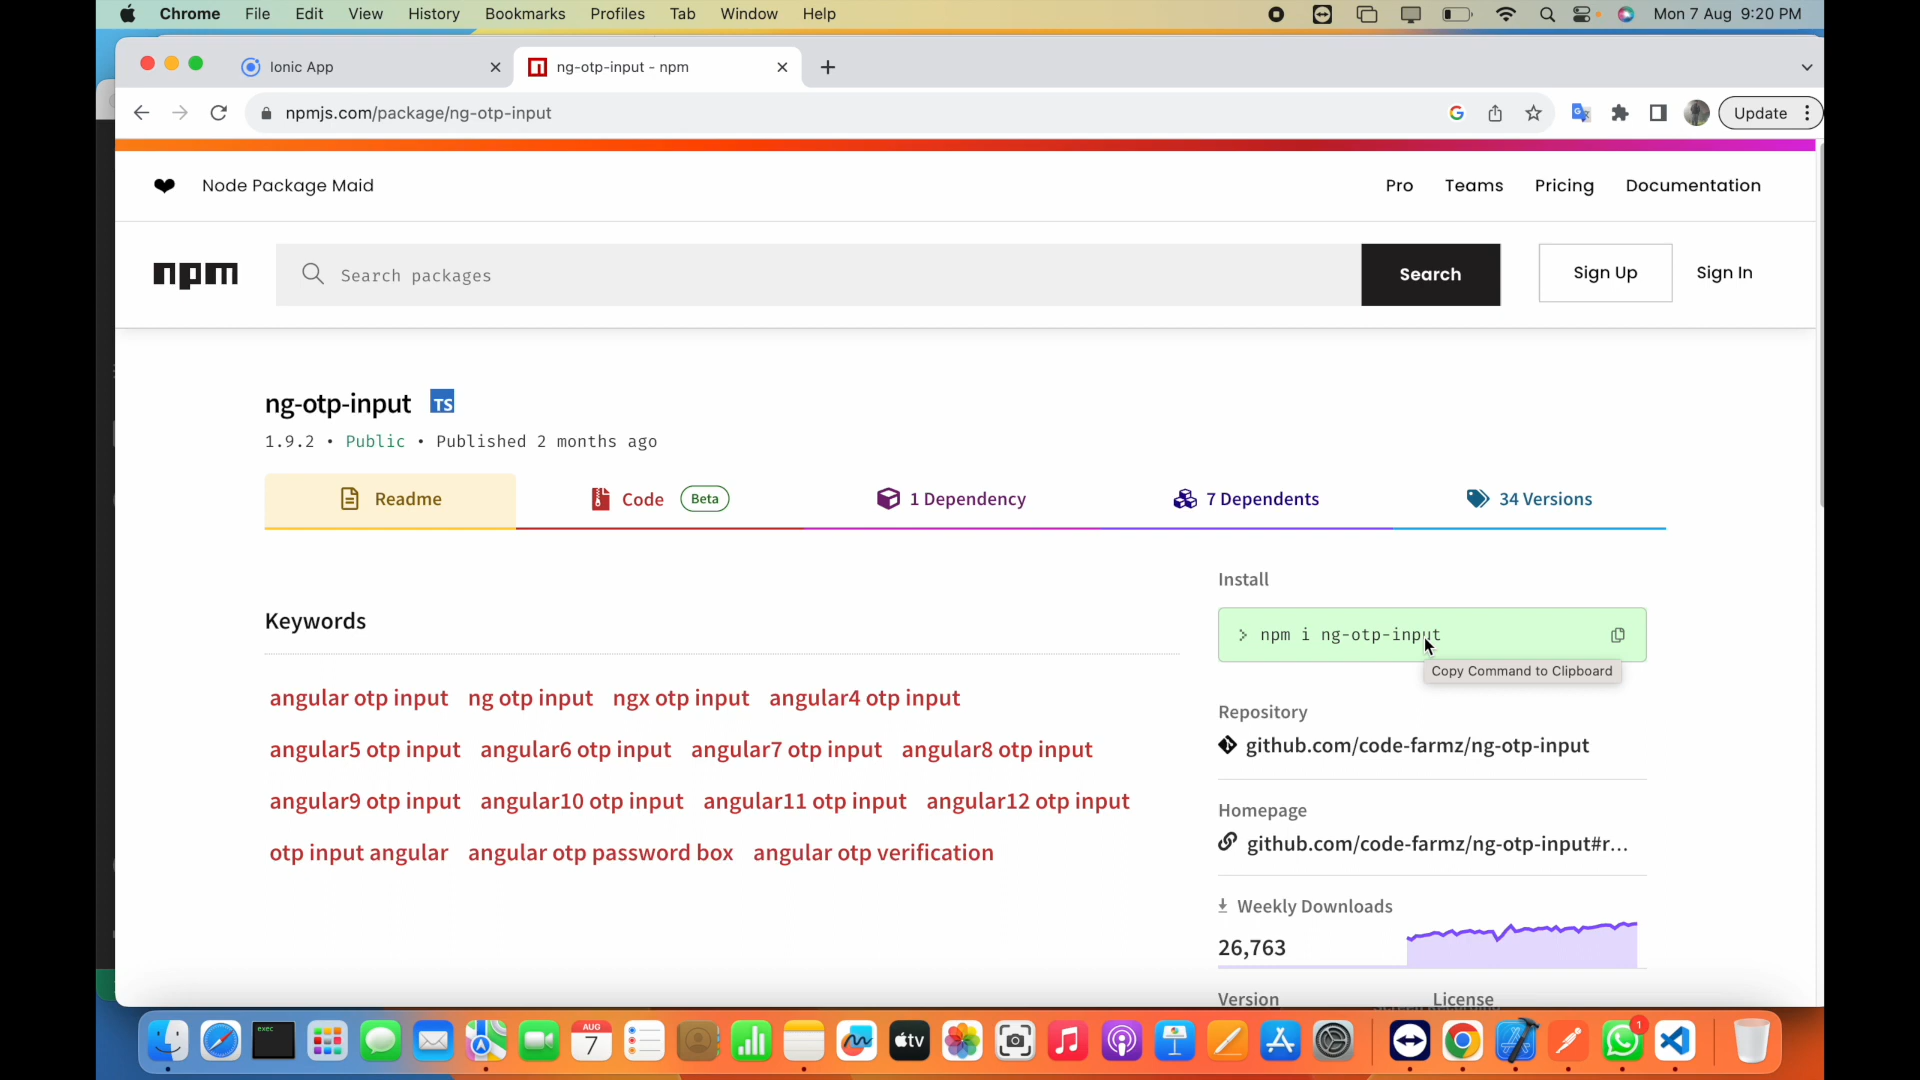 Chrome File Edit View History Bookmarks Profiles Tab Window Help Mon 7 Aug 9:20 PM
Ionic App ng-otp-input - npm
npmjs.com/package/ng-otp-input Update
Node Package Maid Pro Teams Pricing Documentation
npm Search packages Search Sign Up Sign In
ng-otp-input TS
1.9.2 • Public • Published 2 months ago
Readme Code Beta 1 Dependency 7 Dependents 34 Versions
Install
> npm i ng-otp-input
Copy Command to Clipboard
Keywords
angular otp input ng otp input ngx otp input angular4 otp input
angular5 otp input angular6 otp input angular7 otp input angular8 otp input
angular9 otp input angular10 otp input angular11 otp input angular12 otp input
otp input angular angular otp password box angular otp verification
Repository
github.com/code-farmz/ng-otp-input
Homepage
github.com/code-farmz/ng-otp-input#r...
Weekly Downloads
26,763
Version License
exec AUG tv 1
7